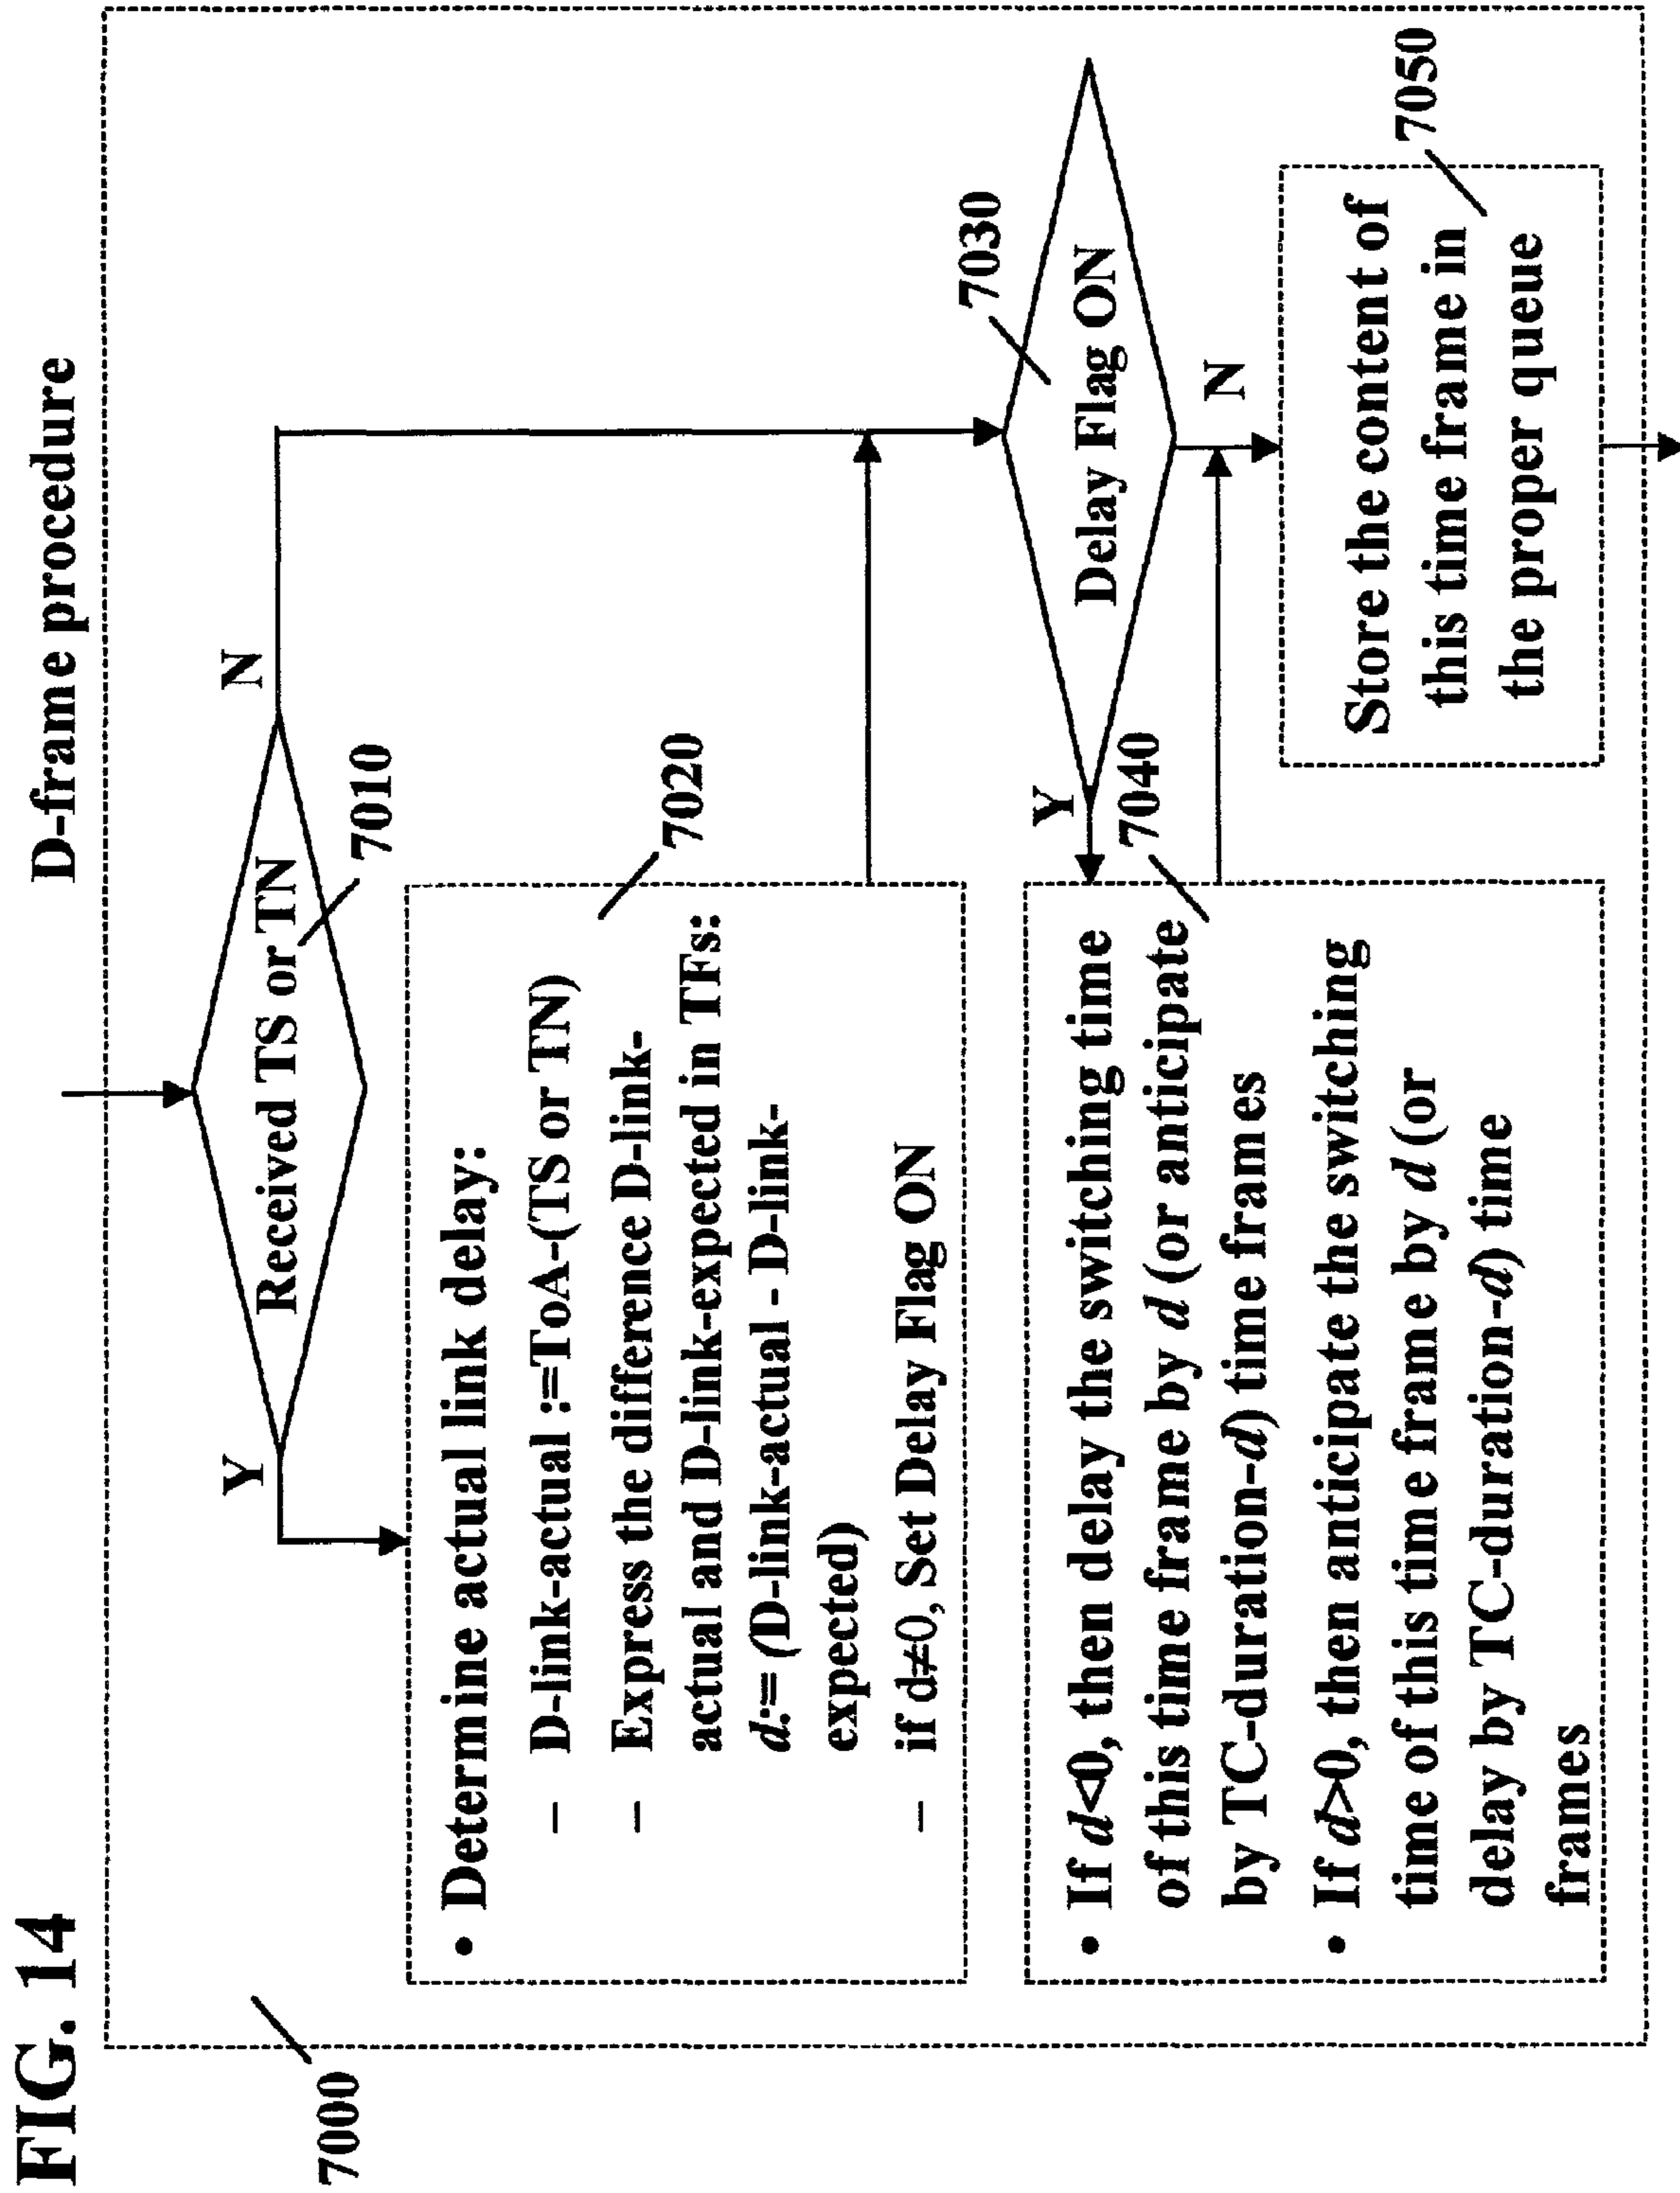 FIG. 14
D-frame procedure
7000
Received TS or TN
7010
Y
N
• Determine actual link delay:
– D-link-actual :=ToA-(TS or TN)
– Express the difference D-link-
actual and D-link-expected in TFs:
d:= (D-link-actual - D-link-
expected)
– if d≠0, Set Delay Flag ON
7020
Delay Flag ON
7030
Y
N
7040
• If d<0, then delay the switching time
of this time frame by d (or anticipate
by TC-duration-d) time frames
• If d>0, then anticipate the switching
time of this time frame by d (or
delay by TC-duration-d) time
frames
Store the content of
this time frame in
the proper queue
7050